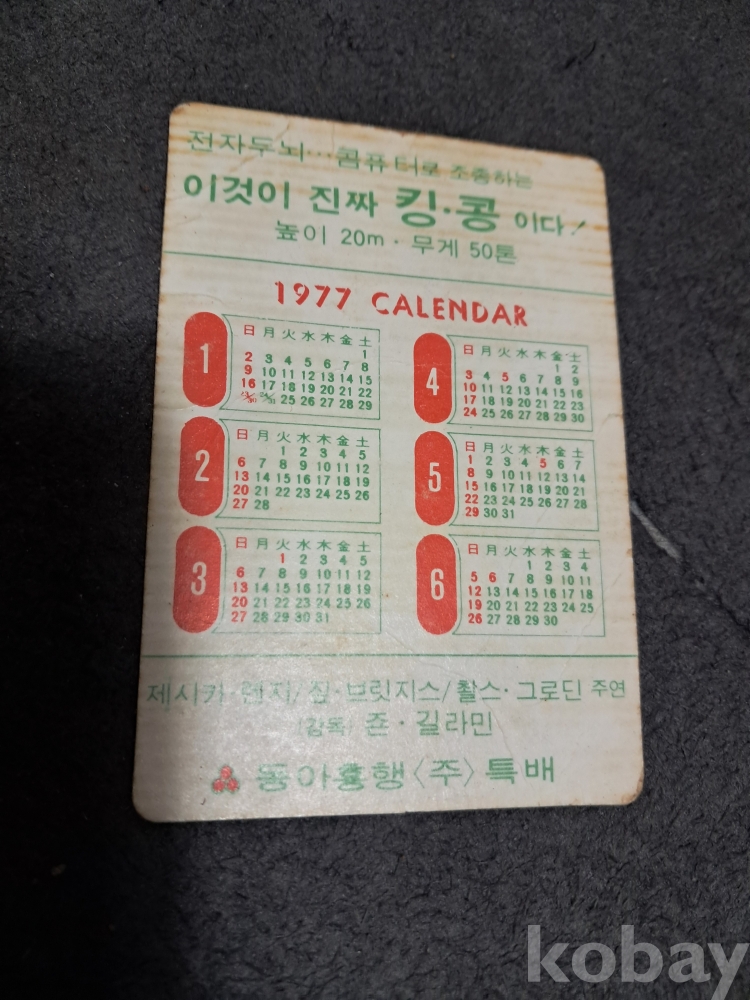 전자두뇌…콤퓨터로 조종하는
이것이 진짜 킹·콩 이다!
높이 20m · 무게 50톤
1977 CALENDAR
1
日 月 火 水 木 金 土
1
2 3 4 5 6 7 8
9 10 11 12 13 14 15
16 17 18 19 20 21 22
23/30 24/31 25 26 27 28 29
2
日 月 火 水 木 金 土
1 2 3 4 5
6 7 8 9 10 11 12
13 14 15 16 17 18 19
20 21 22 23 24 25 26
27 28
3
日 月 火 水 木 金 土
1 2 3 4 5
6 7 8 9 10 11 12
13 14 15 16 17 18 19
20 21 22 23 24 25 26
27 28 29 30 31
4
日 月 火 水 木 金 土
1 2
3 4 5 6 7 8 9
10 11 12 13 14 15 16
17 18 19 20 21 22 23
24 25 26 27 28 29 30
5
日 月 火 水 木 金 土
1 2 3 4 5 6 7
8 9 10 11 12 13 14
15 16 17 18 19 20 21
22 23 24 25 26 27 28
29 30 31
6
日 月 火 水 木 金 土
1 2 3 4
5 6 7 8 9 10 11
12 13 14 15 16 17 18
19 20 21 22 23 24 25
26 27 28 29 30
제시카·렌지/짚·브릿지스/촬스·그로딘 주연
(감독) 죤·길라민
동아흥행〈주〉특배
kobay